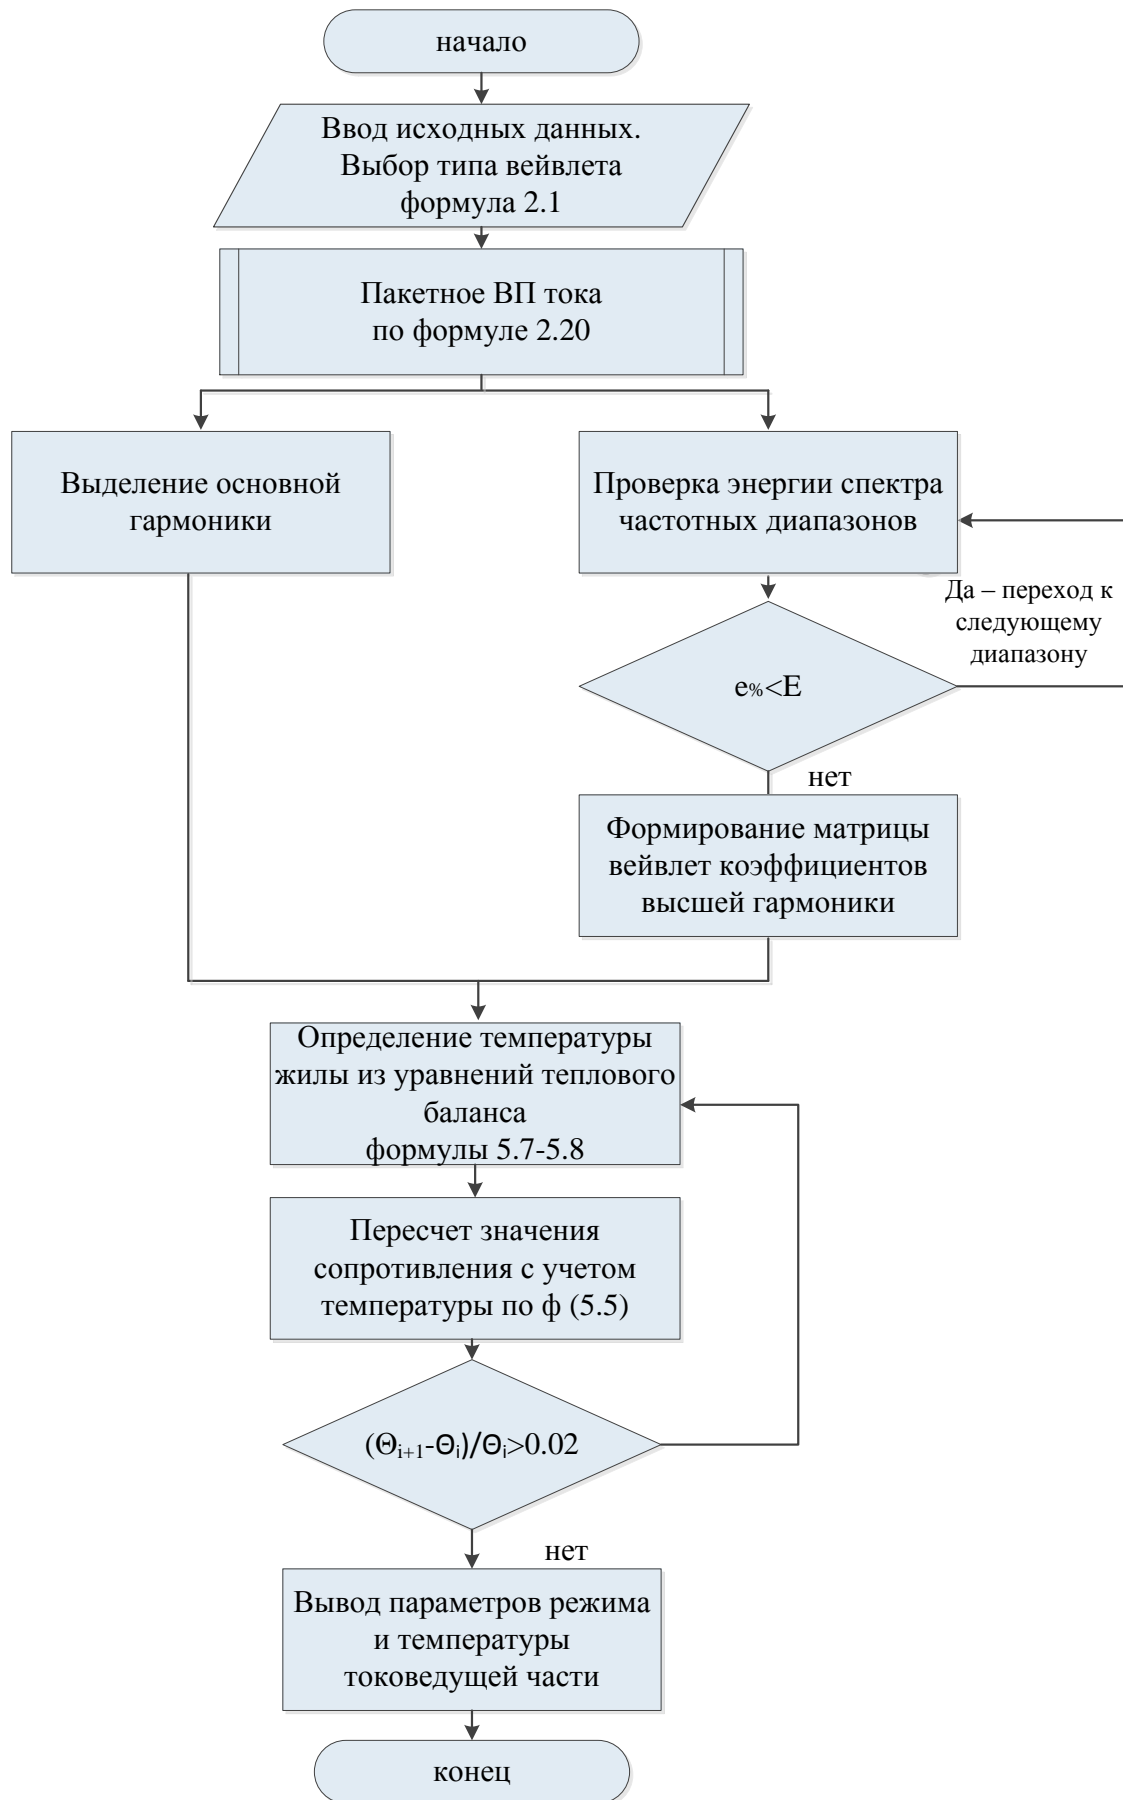 начало
Ввод исходных данных.
Выбор типа вейвлета
формула 2.1
Пакетное ВП тока
по формуле 2.20
Выделение основной
гармоники
Проверка энергии спектра
частотных диапазонов
Да – переход к
следующему
диапазону
e%<E
нет
Формирование матрицы
вейвлет коэффициентов
высшей гармоники
Определение температуры
жилы из уравнений теплового
баланса
формулы 5.7-5.8
Пересчет значения
сопротивления с учетом
температуры по ф (5.5)
(Θi+1-Θi)/Θi>0.02
нет
Вывод параметров режима
и температуры
токоведущей части
конец